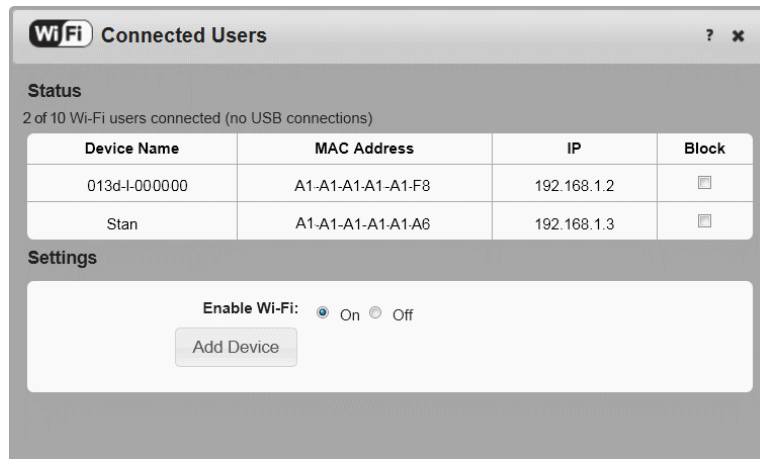 WiFi Connected Users ? ✖
Status
2 of 10 Wi-Fi users connected (no USB connections)
Device Name MAC Address IP Block
013d-I-000000 A1-A1-A1-A1-A1-F8 192.168.1.2
Stan A1-A1-A1-A1-A1-A6 192.168.1.3
Settings
Enable Wi-Fi: On Off
Add Device